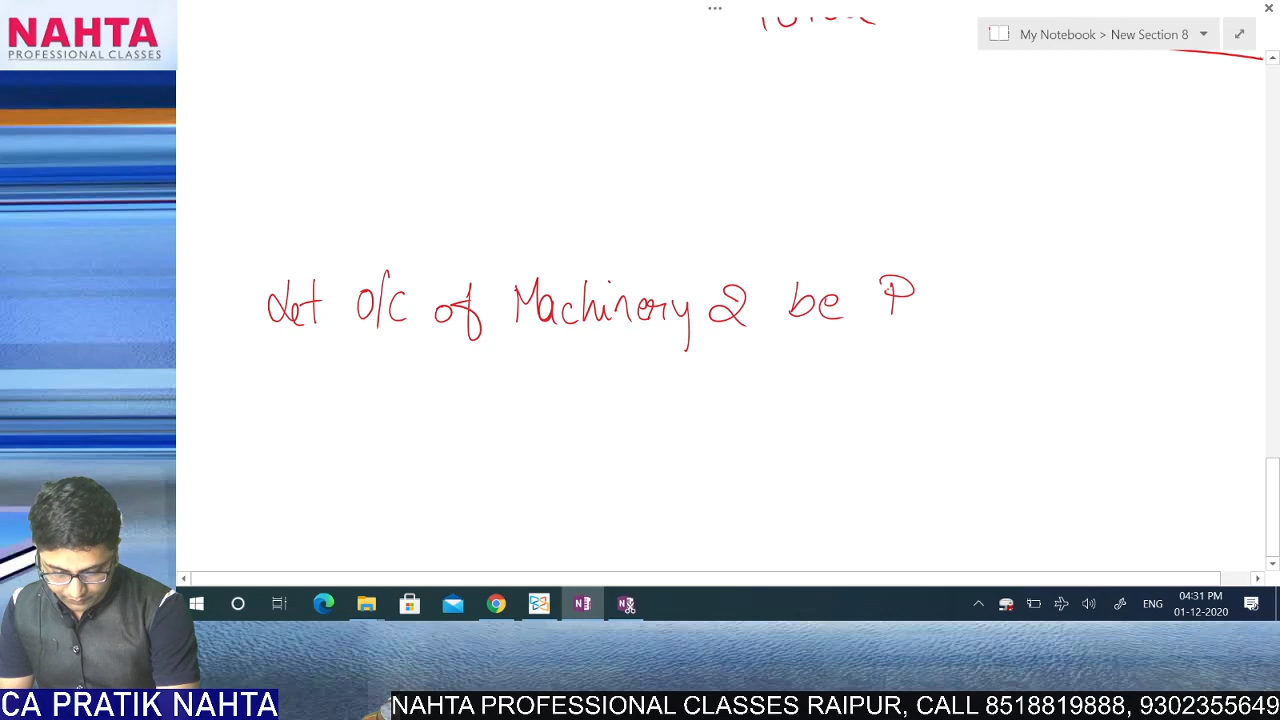 NAHTA
PROFESSIONAL CLASSES
My Notebook > New Section 8
Let O/C of Machinery 2 be P
ENG
04:31 PM
01-12-2020
CA PRATIK NAHTA
NAHTA PROFESSIONAL CLASSES RAIPUR, CALL 8518819888, 9302355649